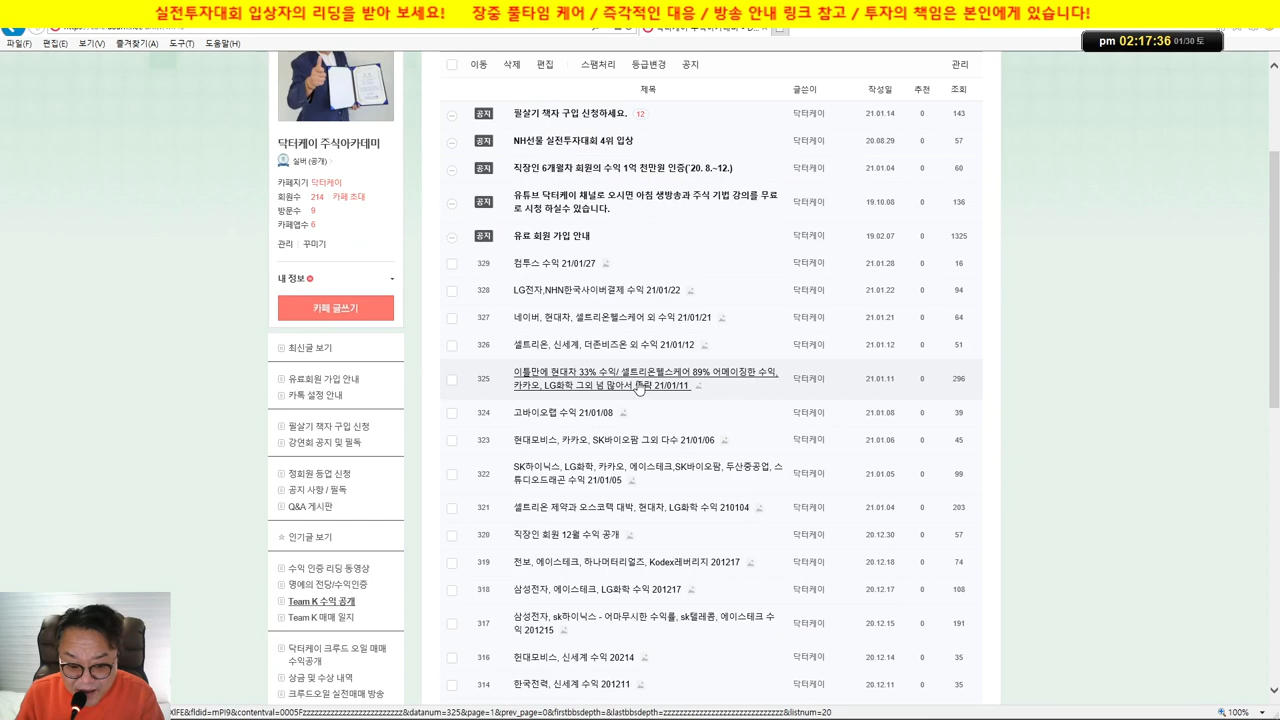 실전투자대회 입상자의 리딩을 받아 보세요! 장중 풀타임 케어 / 즉각적인 대응 / 방송 안내 링크 참고 / 투자의 책임은 본인에게 있습니다!
파일(F) 편집(E) 보기(V) 즐겨찾기(A) 도구(T) 도움말(H)
pm 02:17:36 01/30 토
이동 삭제 편집 스팸처리 등급변경 공지 관리
제목 글쓴이 작성일 추천 조회
공지 필살기 책자 구입 신청하세요. 12 닥터케이 21.01.14 0 143
공지 NH선물 실전투자대회 4위 입상 닥터케이 20.08.29 0 57
공지 직장인 6개월차 회원의 수익 1억 천만원 인증(`20. 8.~12.) 닥터케이 21.01.04 0 60
공지 유튜브 닥터케이 채널로 오시면 아침 생방송과 주식 기법 강의를 무료
로 시청 하실수 있습니다. 닥터케이 19.10.08 0 136
공지 유료 회원 가입 안내 닥터케이 19.02.07 0 1325
329 컴투스 수익 21/01/27 닥터케이 21.01.28 0 16
328 LG전자,NHN한국사이버결제 수익 21/01/22 닥터케이 21.01.22 0 94
327 네이버, 현대차, 셀트리온헬스케어 외 수익 21/01/21 닥터케이 21.01.21 0 64
326 셀트리온, 신세계, 더존비즈온 외 수익 21/01/12 닥터케이 21.01.12 0 51
325 이틀만에 현대차 33% 수익/ 셀트리온헬스케어 89% 어메이징한 수익,
카카오, LG화학 그외 넘 많아서 21/01/11 닥터케이 21.01.11 0 296
324 고바이오랩 수익 21/01/08 닥터케이 21.01.08 0 39
323 현대모비스, 카카오, SK바이오팜 그외 다수 21/01/06 닥터케이 21.01.06 0 45
322 SK하이닉스, LG화학, 카카오, 에이스테크,SK바이오팜, 두산중공업, 스
튜디오드래곤 수익 21/01/05 닥터케이 21.01.05 0 99
321 셀트리온 제약과 오스코텍 대박, 현대차, LG화학 수익 210104 닥터케이 21.01.04 0 203
320 직장인 회원 12월 수익 공개 닥터케이 20.12.30 0 57
319 전보, 에이스테크, 하나머터리얼즈, Kodex레버리지 201217 닥터케이 20.12.18 0 74
318 삼성전자, 에이스테크, LG화학 수익 201217 닥터케이 20.12.17 0 108
317 삼성전자, sk하이닉스 - 어마무시한 수익률, sk텔레콤, 에이스테크 수
익 201215 닥터케이 20.12.15 0 191
316 현대모비스, 신세계 수익 20214 닥터케이 20.12.14 0 35
314 한국전력, 신세계 수익 201211 닥터케이 20.12.11 0 35
닥터케이 주식아카데미
실버 (공개)
카페지기 닥터케이
회원수 214 카페 초대
방문수 9
카페앱수 6
관리 꾸미기
내 정보
카페 글쓰기
최신글 보기
유료회원 가입 안내
카톡 설정 안내
필살기 책자 구입 신청
강연회 공지 및 필독
정회원 등업 신청
공지 사항 / 필독
Q&A 게시판
인기글 보기
수익 인증 리딩 동영상
명예의 전당/수익인증
Team K 수익 공개
Team K 매매 일지
닥터케이 크루드 오일 매매
수익공개
상금 및 수상 내역
크루드오일 실전매매 방송
XlFE&fldid=mPl9&contentval=0005Fzzzzzzzzzzzzzzzzzzzzzzzzz&datanum=325&page=1&prev_page=0&firstbbsdepth=&lastbbsdepth=zzzzzzzzzzzzzzzzzzzzzzzzzzzzzz&listnum=20
100%